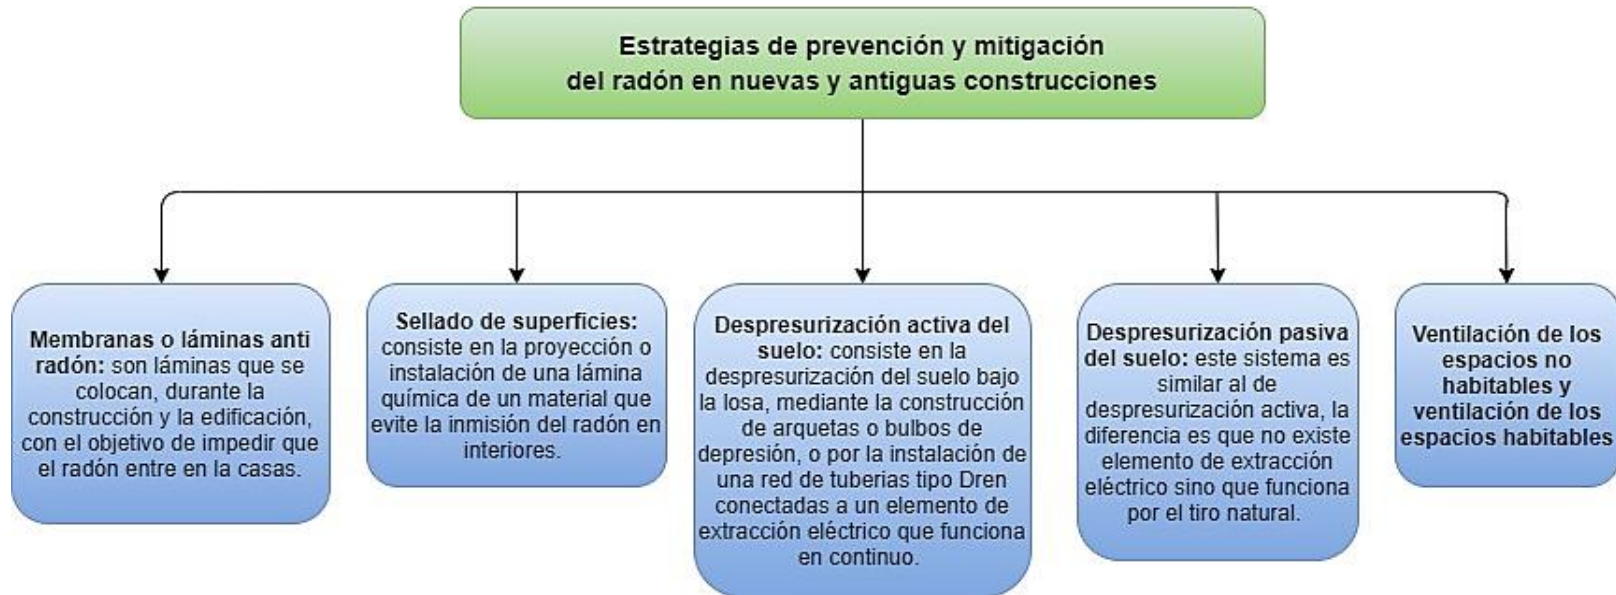 Estrategias de prevención y mitigación
del radón en nuevas y antiguas construcciones
Membranas o láminas anti
radón: son láminas que se
colocan, durante la
construcción y la edificación,
con el objetivo de impedir que
el radón entre en la casas.
Sellado de superficies:
consiste en la proyección o
instalación de una lámina
química de un material que
evite la inmisión del radón en
interiores.
Despresurización activa del
suelo: consiste en la
despresurización del suelo bajo
la losa, mediante la construcción
de arquetas o bulbos de
depresión, o por la instalación de
una red de tuberias tipo Dren
conectadas a un elemento de
extracción eléctrico que funciona
en continuo.
Despresurización pasiva
del suelo: este sistema es
similar al de
despresurización activa, la
diferencia es que no existe
elemento de extracción
eléctrico sino que funciona
por el tiro natural.
Ventilación de los
espacios no
habitables y
ventilación de los
espacios habitables